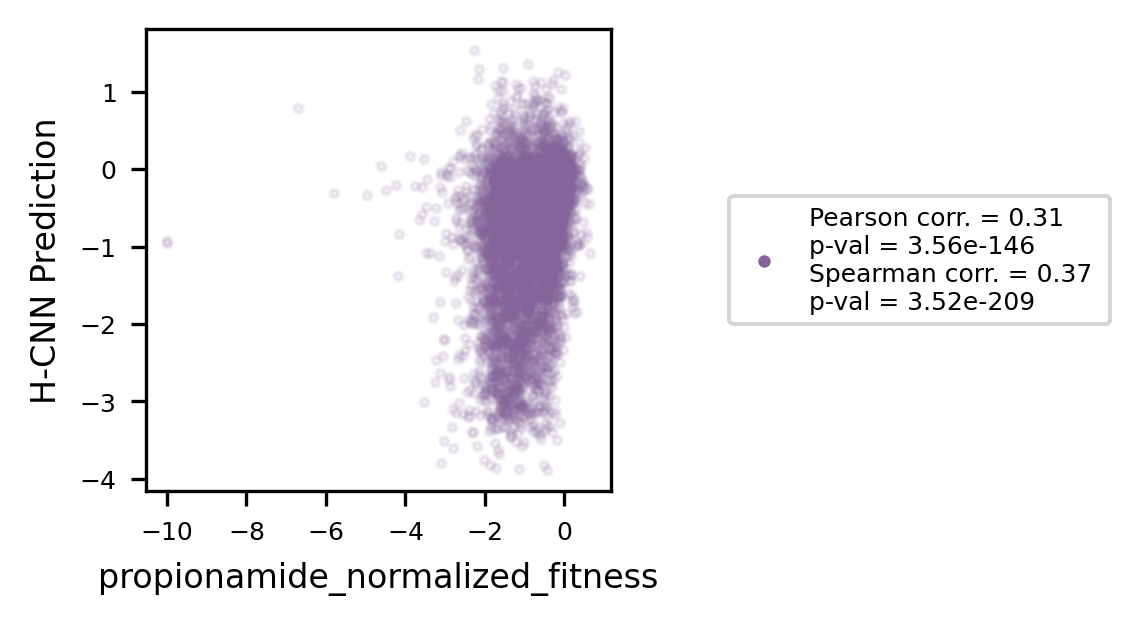 H-CNN Prediction
1
0
−1
−2
−3
−4
−10 −8 −6 −4 −2 0
propionamide_normalized_fitness
Pearson corr. = 0.31
p-val = 3.56e-146
Spearman corr. = 0.37
p-val = 3.52e-209